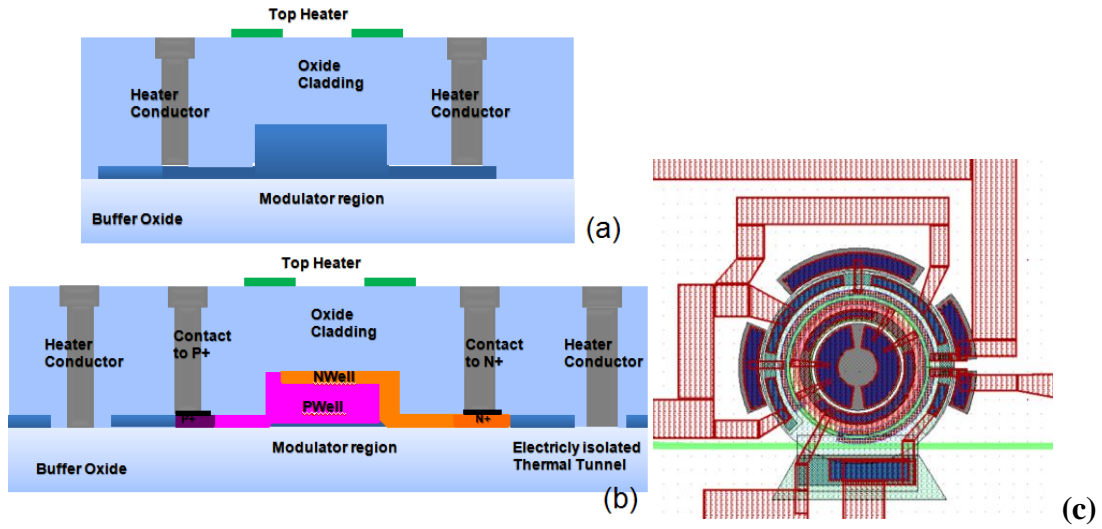 Top Heater
Oxide
Cladding
Heater
Conductor
Heater
Conductor
Modulator region
Buffer Oxide
(a)
Top Heater
Contact
to P+
Oxide
Cladding
Contact
to N+
Heater
Conductor
Heater
Conductor
NWell
PWell
P+
N+
Modulator region
Electricly isolated
Thermal Tunnel
Buffer Oxide
(b)
(c)